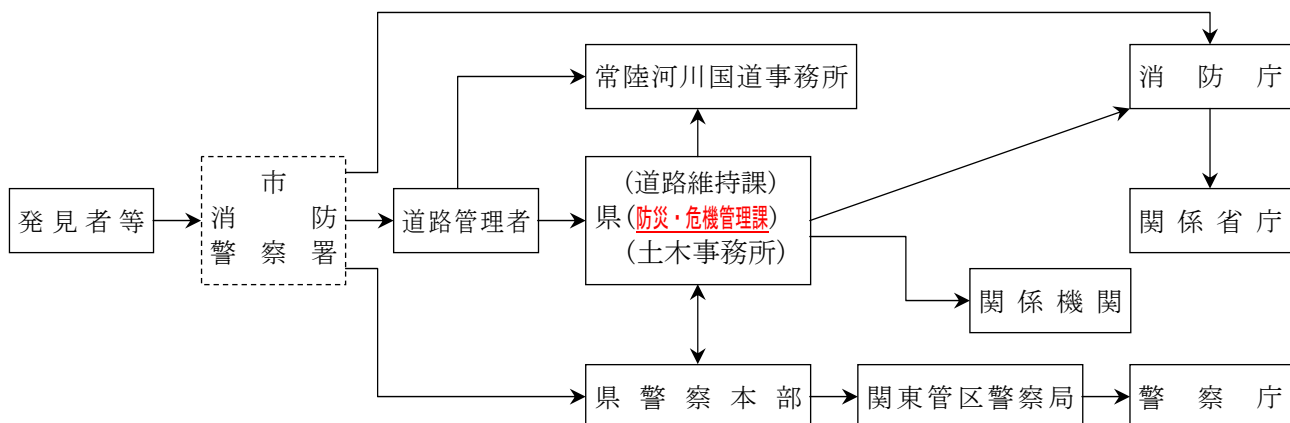 常陸河川国道事務所
消防庁
発見者等
市
消防
警察署
道路管理者
県
(道路維持課)
(防災・危機管理課)
(土木事務所)
関係省庁
関係機関
県警察本部
関東管区警察局
警察庁